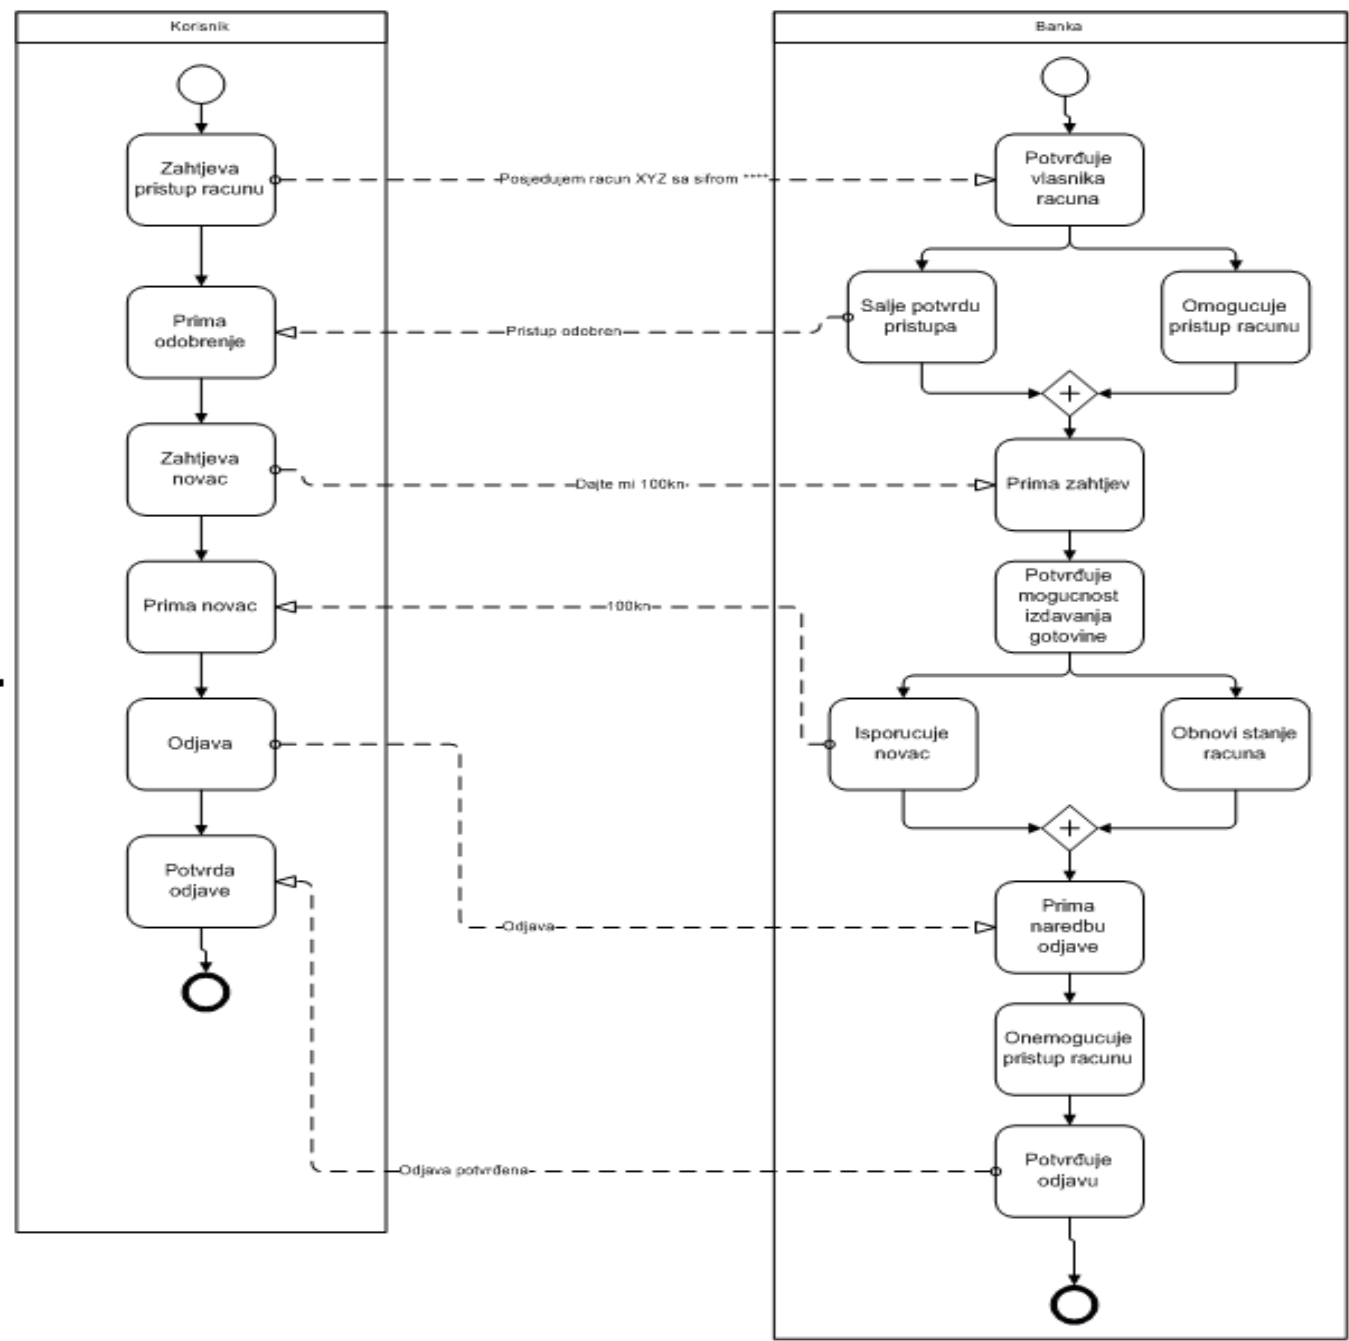 Korisnik
Banka
Zahtjeva
pristup racunu
Posjedujem racun XYZ sa sifrom ****
Potvrđuje
vlasnika
racuna
Salje potvrdu
pristupa
Omogucuje
pristup racunu
Prima
odobrenje
Pristup odobren
Zahtjeva
novac
Dajte mi 100kn
Prima zahtjev
Potvrđuje
mogucnost
izdavanja
gotovine
Prima novac
100kn
Isporucuje
novac
Obnovi stanje
racuna
Odjava
Potvrda
odjave
Odjava
Prima
naredbu
odjave
Onemogucuje
pristup racunu
Odjava potvrđena
Potvrđuje
odjavu